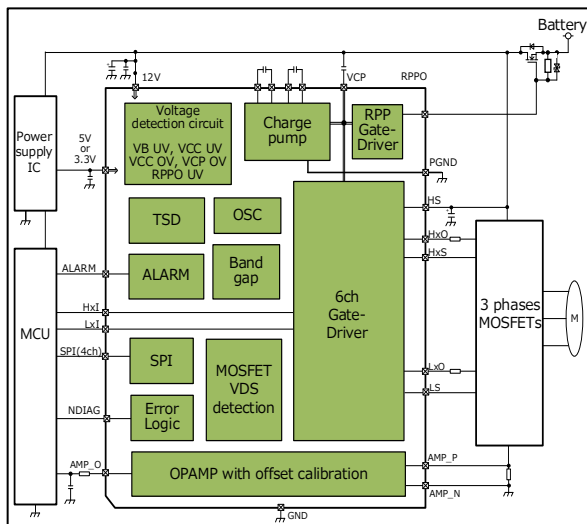 Battery
12V
VCP
RPPO
Voltage
detection circuit
VB UV, VCC UV
VCC OV, VCP OV
RPPO UV
Charge
pump
RPP
Gate-
Driver
Power
supply
IC
5V
or
3.3V
PGND
HS
TSD
OSC
HxO
HxS
ALARM
ALARM
Band
gap
6ch
Gate-
Driver
3 phases
MOSFETs
M
MCU
HxI
LxI
SPI(4ch)
SPI
MOSFET
VDS
detection
LxO
LS
NDIAG
Error
Logic
AMP_O
OPAMP with offset calibration
AMP_P
AMP_N
GND